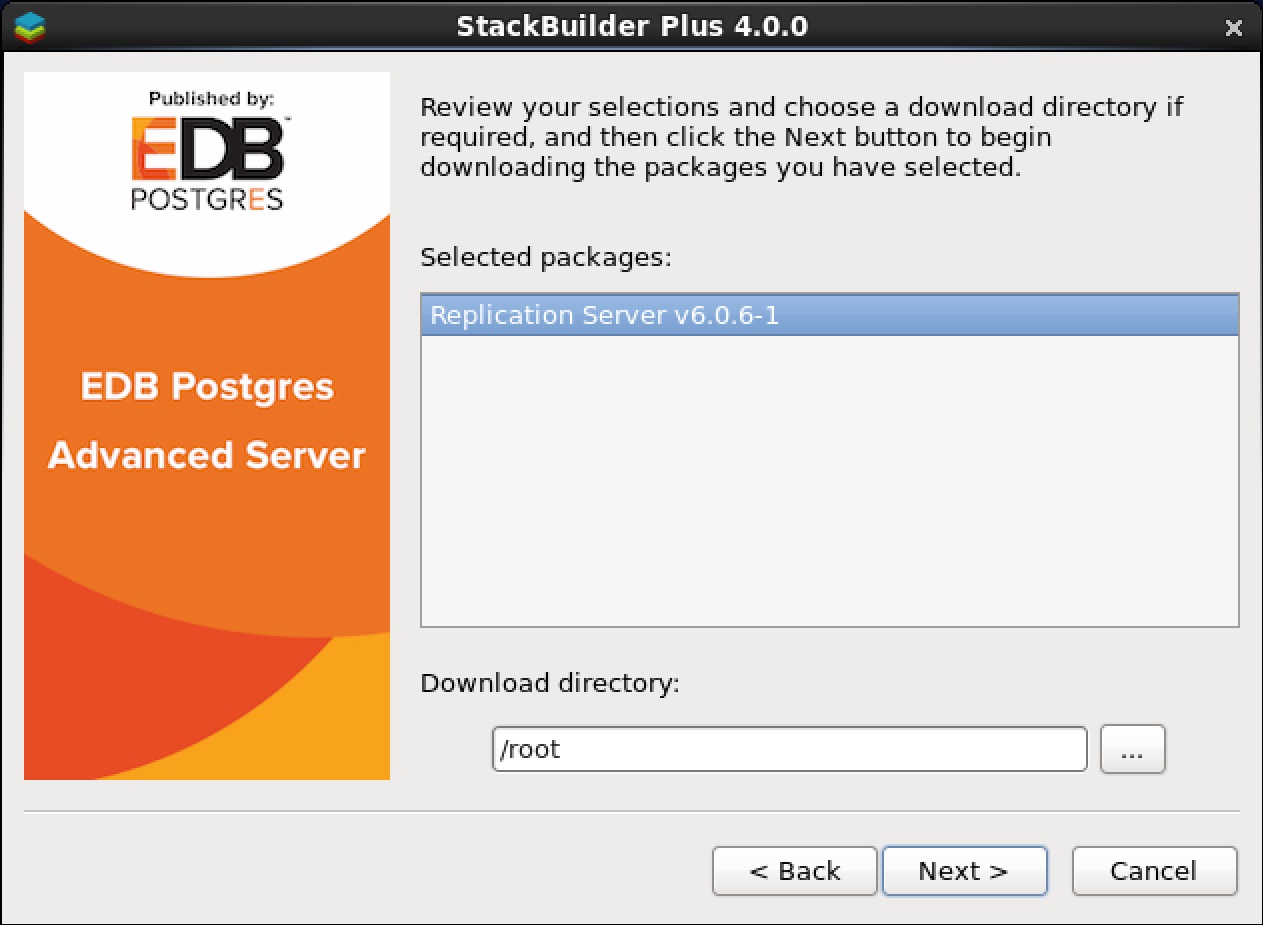 StackBuilder Plus 4.0.0
Published by:
EDB™
POSTGRES
EDB Postgres
Advanced Server
Review your selections and choose a download directory if
required, and then click the Next button to begin
downloading the packages you have selected.
Selected packages:
Replication Server v6.0.6-1
Download directory:
/root
...
< Back
Next >
Cancel